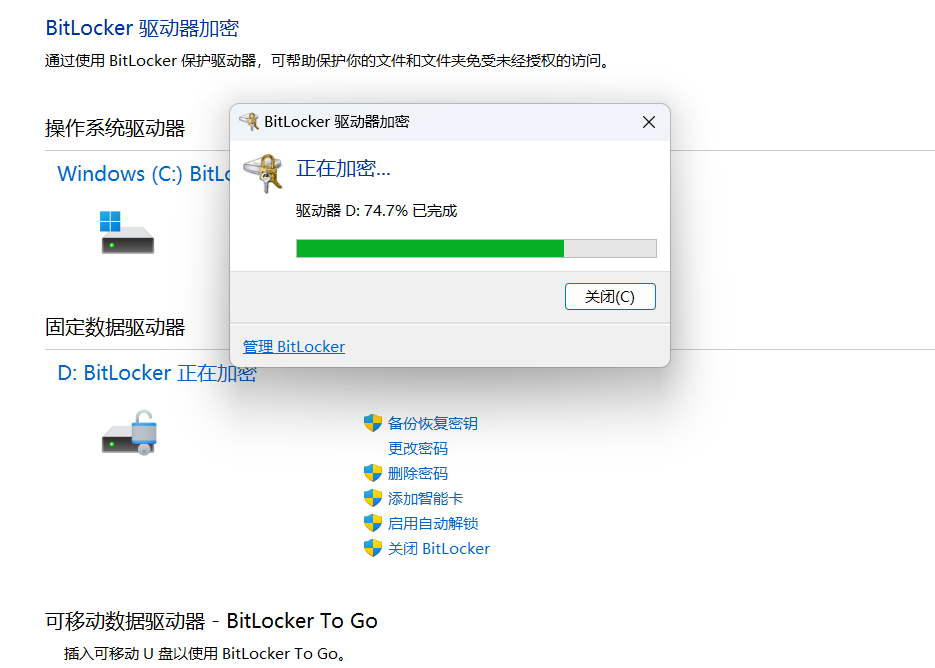 BitLocker 驱动器加密
通过使用 BitLocker 保护驱动器，可帮助保护你的文件和文件夹免受未经授权的访问。
操作系统驱动器
Windows (C:)
BitLocker 驱动器加密
正在加密...
驱动器 D: 74.7% 已完成
关闭(C)
管理 BitLocker
固定数据驱动器
D: BitLocker 正在加密
备份恢复密钥
更改密码
删除密码
添加智能卡
启用自动解锁
关闭 BitLocker
可移动数据驱动器 - BitLocker To Go
插入可移动 U 盘以使用 BitLocker To Go。